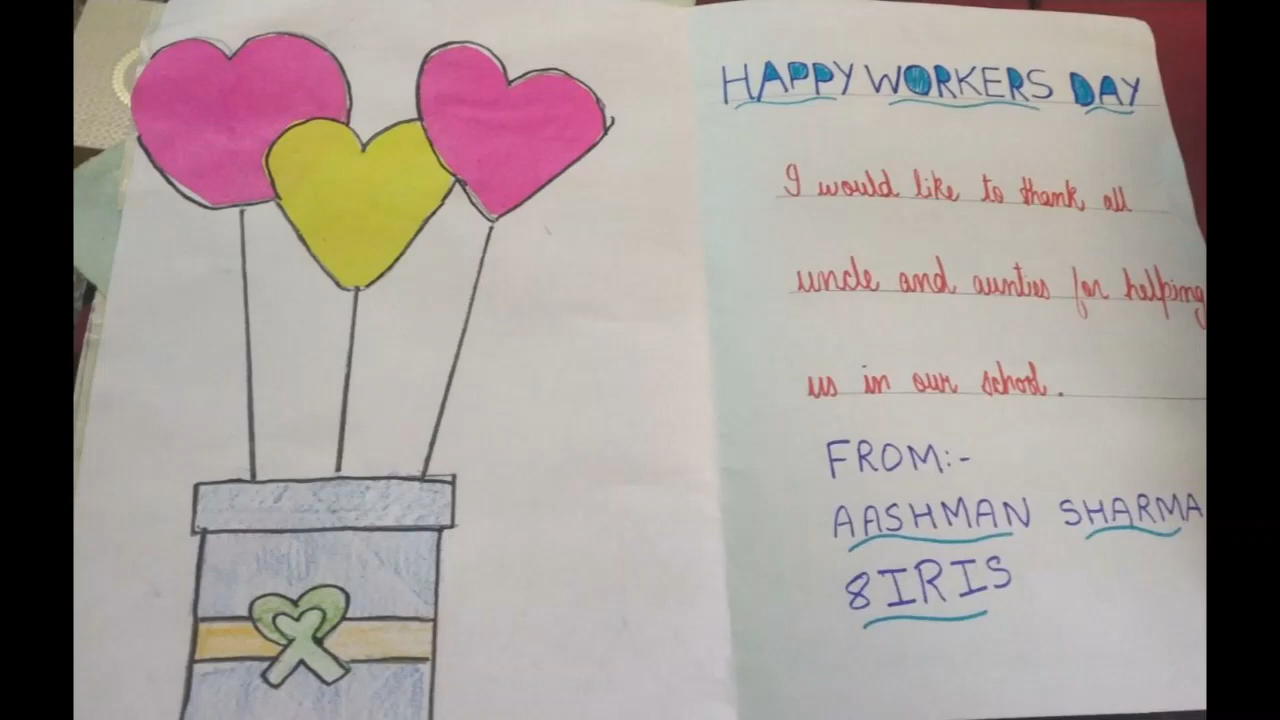 HAPPY WORKERS DAY
I would like to thank all
uncle and aunties for helping
us in our school.
FROM:-
AASHMAN SHARMA
8IRIS